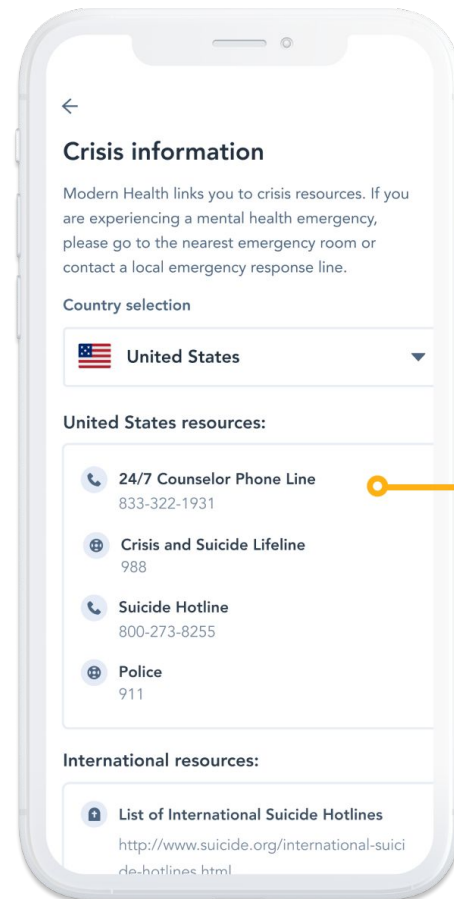 Crisis information
Modern Health links you to crisis resources. If you
are experiencing a mental health emergency,
please go to the nearest emergency room or
contact a local emergency response line.
Country selection
United States
United States resources:
24/7 Counselor Phone Line
833-322-1931
Crisis and Suicide Lifeline
988
Suicide Hotline
800-273-8255
Police
911
International resources:
List of International Suicide Hotlines
http://www.suicide.org/international-suici
de-hotlines.html